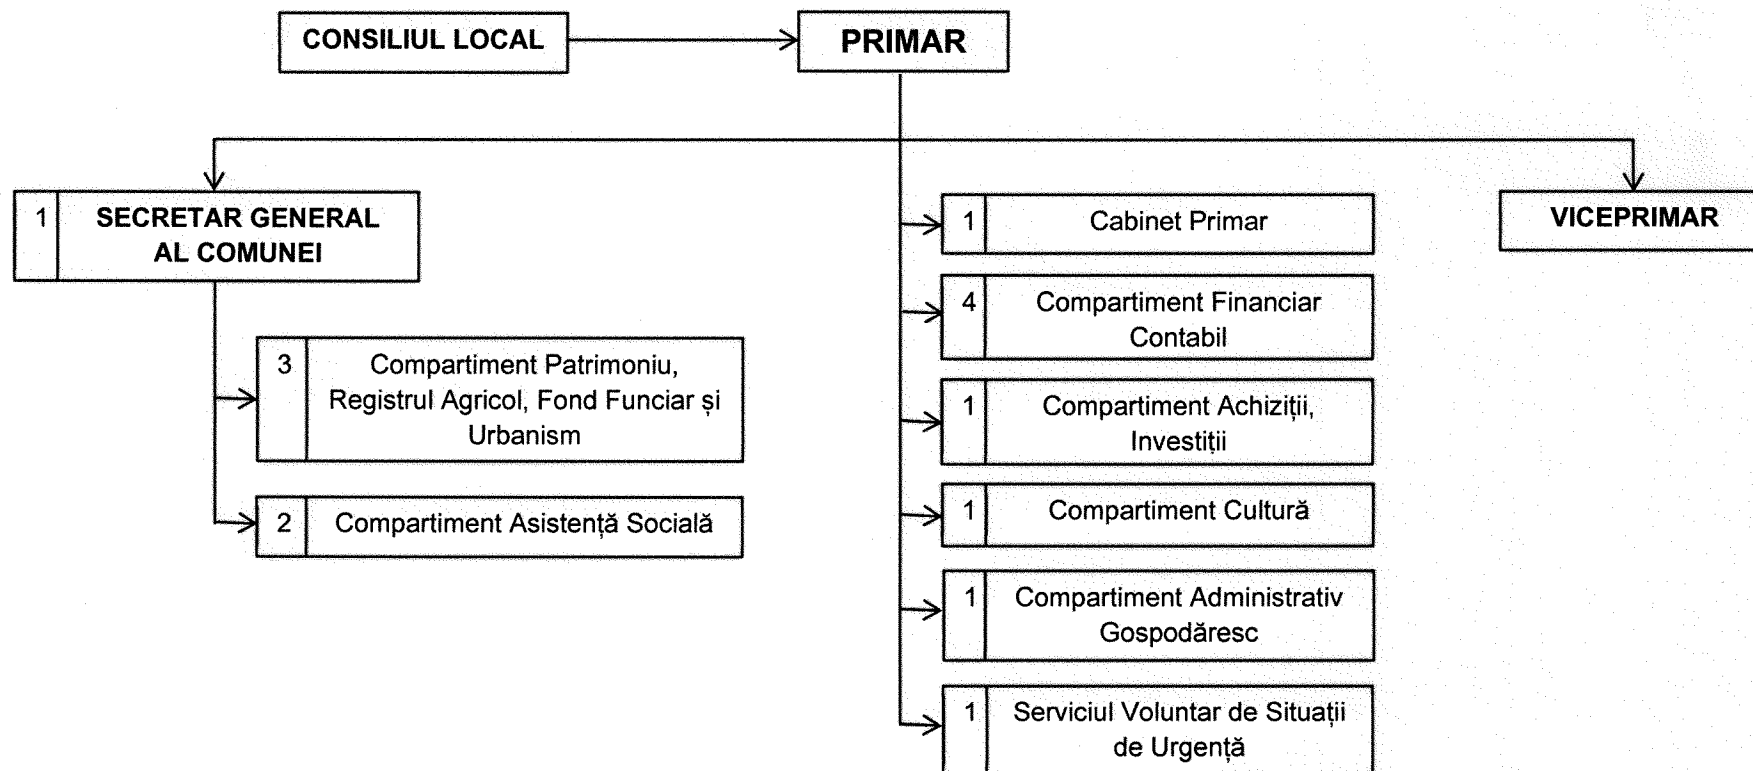 CONSILIUL LOCAL
PRIMAR
1
SECRETAR GENERAL
AL COMUNEI
3
Compartiment Patrimoniu,
Registrul Agricol, Fond Funciar și
Urbanism
2
Compartiment Asistență Socială
1
Cabinet Primar
4
Compartiment Financiar
Contabil
1
Compartiment Achiziții,
Investiții
1
Compartiment Cultură
1
Compartiment Administrativ
Gospodăresc
1
Serviciul Voluntar de Situații
de Urgență
VICEPRIMAR